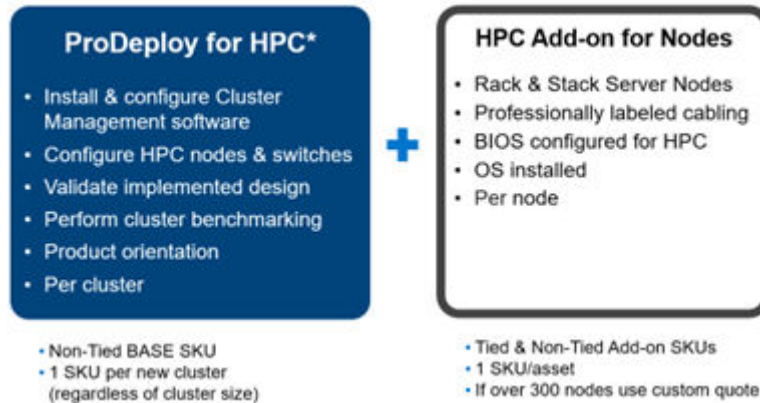 ProDeploy for HPC*
• Install & configure Cluster
Management software
• Configure HPC nodes & switches
• Validate implemented design
• Perform cluster benchmarking
• Product orientation
• Per cluster
• Non-Tied BASE SKU
• 1 SKU per new cluster
(regardless of cluster size)
+
HPC Add-on for Nodes
• Rack & Stack Server Nodes
• Professionally labeled cabling
• BIOS configured for HPC
• OS installed
• Per node
• Tied & Non-Tied Add-on SKUs
• 1 SKU/asset
• If over 300 nodes use custom quote